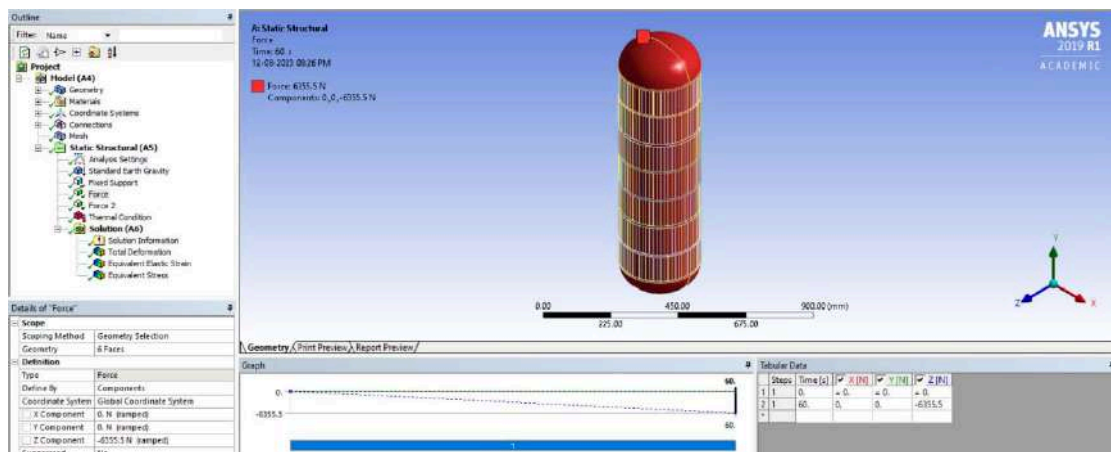 Outline
Filter: Name
Project
Model (A4)
Geometry
Materials
Coordinate Systems
Connections
Mesh
Static Structural (A5)
Analysis Settings
Standard Earth Gravity
Fixed Support
Force
Force 2
Thermal Condition
Solution (A6)
Solution Information
Total Deformation
Equivalent Elastic Strain
Equivalent Stress
Details of "Force"
Scope
Scoping Method Geometry Selection
Geometry 6 Faces
Definition
Type Force
Define By Components
Coordinate System Global Coordinate System
X Component 0. N (ramped)
Y Component 0. N (ramped)
Z Component -6355.5 N (ramped)
A: Static Structural
Force
Time: 60. s
12-08-2023 08:26 PM
Force: 6355.5 N
Components: 0.,0.,-6355.5 N
ANSYS
2019 R1
ACADEMIC
Y
Z
X
0.00 450.00 900.00 (mm)
225.00 675.00
Geometry Print Preview Report Preview
Graph
60.
0.
-6355.5
60.
1
Tabular Data
Steps Time [s] X [N] Y [N] Z [N]
1 1 0. = 0. = 0. = 0.
2 1 60. 0. 0. -6355.5
*